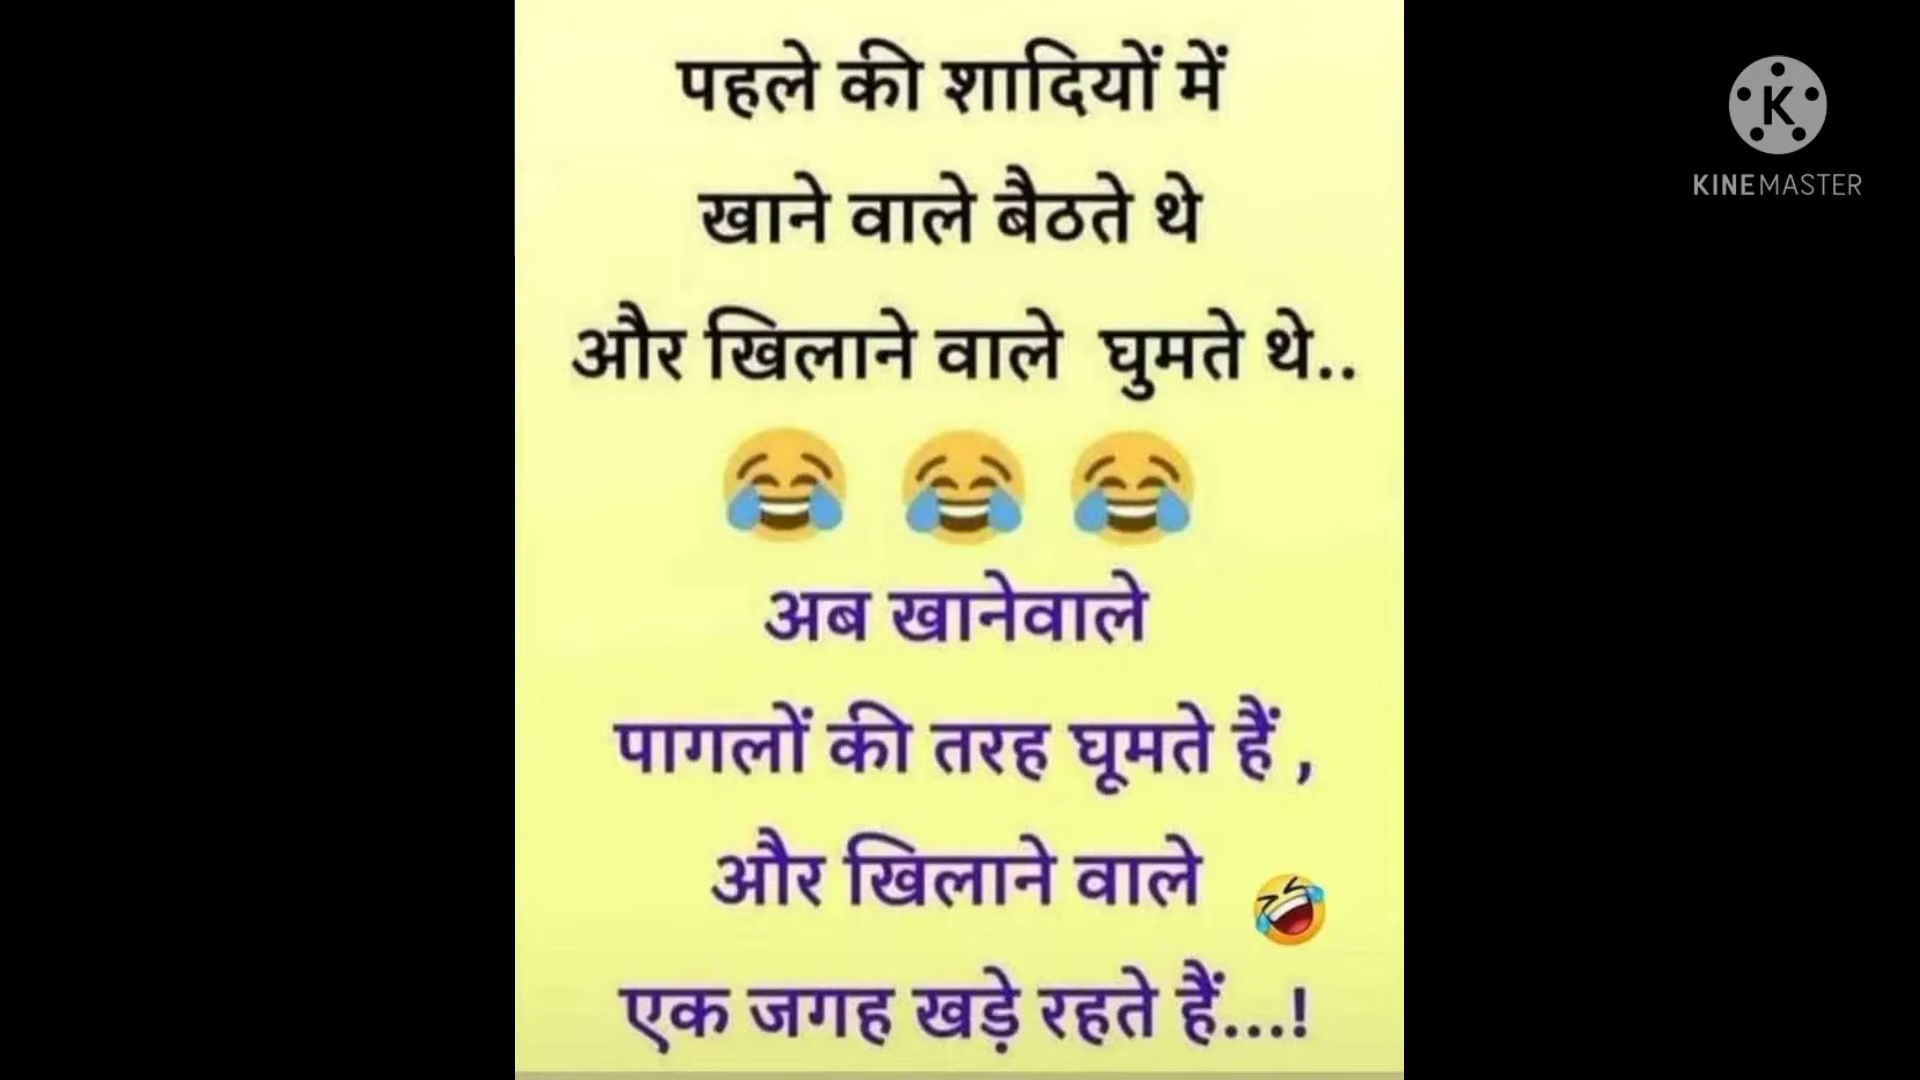 पहले की शादियों में
खाने वाले बैठते थे
और खिलाने वाले घुमते थे..
😂 😂 😂
अब खानेवाले
पागलों की तरह घूमते हैं ,
और खिलाने वाले 🤣
एक जगह खड़े रहते हैं...!
K
KINEMASTER